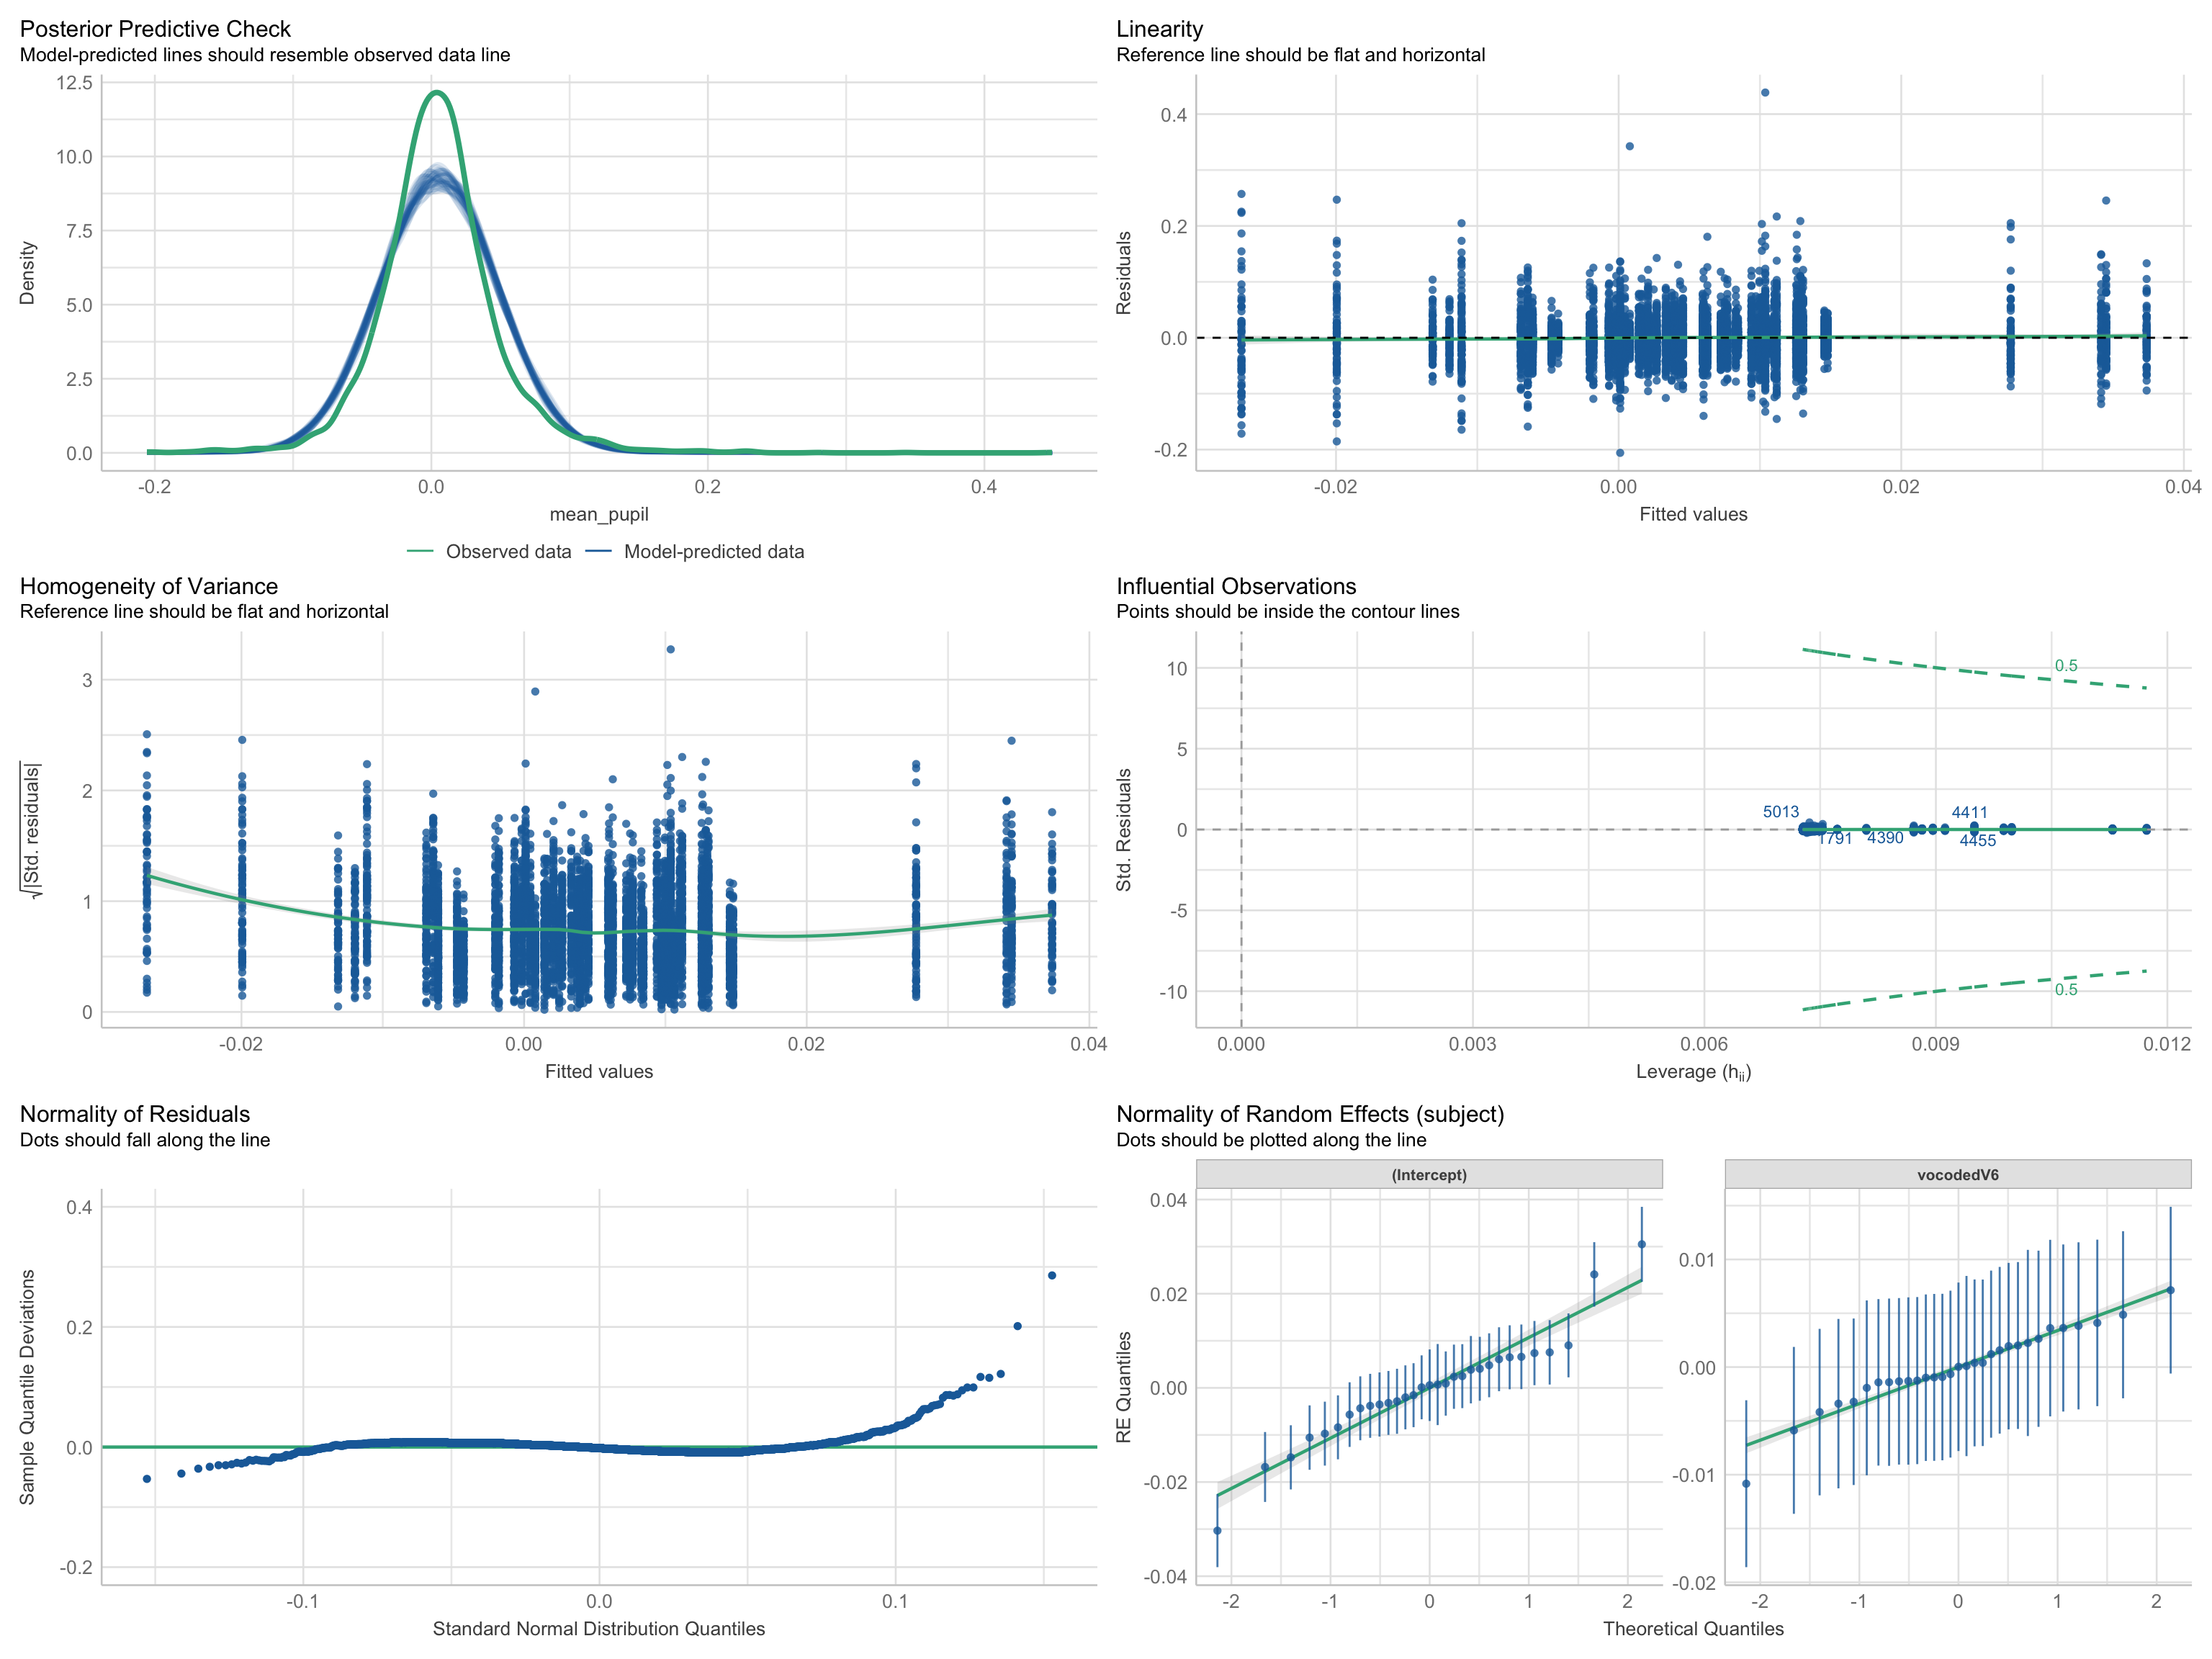 Posterior Predictive Check
Model-predicted lines should resemble observed data line
12.5
10.0
7.5
5.0
2.5
0.0
Density
-0.2
0.0
0.2
0.4
mean_pupil
Observed data
Model-predicted data
Linearity
Reference line should be flat and horizontal
0.4
0.2
0.0
-0.2
Residuals
-0.02
0.00
0.02
0.04
Fitted values
Homogeneity of Variance
Reference line should be flat and horizontal
3
2
1
0
√|Std. residuals|
-0.02
0.00
0.02
0.04
Fitted values
Influential Observations
Points should be inside the contour lines
10
5
0
-5
-10
Std. Residuals
0.5
5013
4411
1791
4390
4455
0.5
0.000
0.003
0.006
0.009
0.012
Leverage (hii)
Normality of Residuals
Dots should fall along the line
0.4
0.2
0.0
-0.2
Sample Quantile Deviations
-0.1
0.0
0.1
Standard Normal Distribution Quantiles
Normality of Random Effects (subject)
Dots should be plotted along the line
(Intercept)
vocodedV6
0.04
0.02
0.00
-0.02
-0.04
RE Quantiles
0.01
0.00
-0.01
-0.02
-2
-1
0
1
2
-2
-1
0
1
2
Theoretical Quantiles